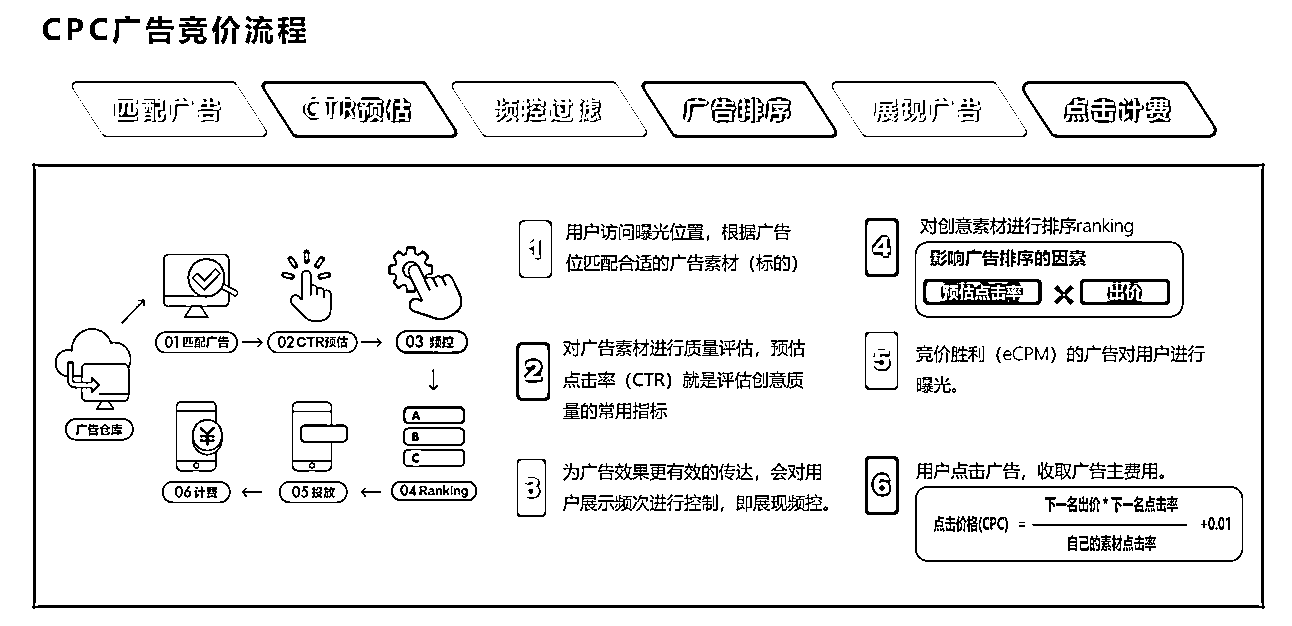 CPC广告竞价流程
匹配广告
CTR预估
频控过滤
广告排序
展现广告
点击计费
01匹配广告
02CTR预估
03 频控
广告仓库
A
B
C
06计费
05投放
04Ranking
1
用户访问曝光位置，根据广告
位匹配合适的广告素材（标的）
2
对广告素材进行质量评估，预估
点击率（CTR）就是评估创意质
量的常用指标
3
为广告效果更有效的传达，会对用
户展示频次进行控制，即展现频控。
4
对创意素材进行排序ranking
影响广告排序的因素
预估点击率 × 出价
5
竞价胜利（eCPM）的广告对用户进行
曝光。
6
用户点击广告，收取广告主费用。
下一名出价*下一名点击率
点击价格(CPC) = +0.01
自己的素材点击率